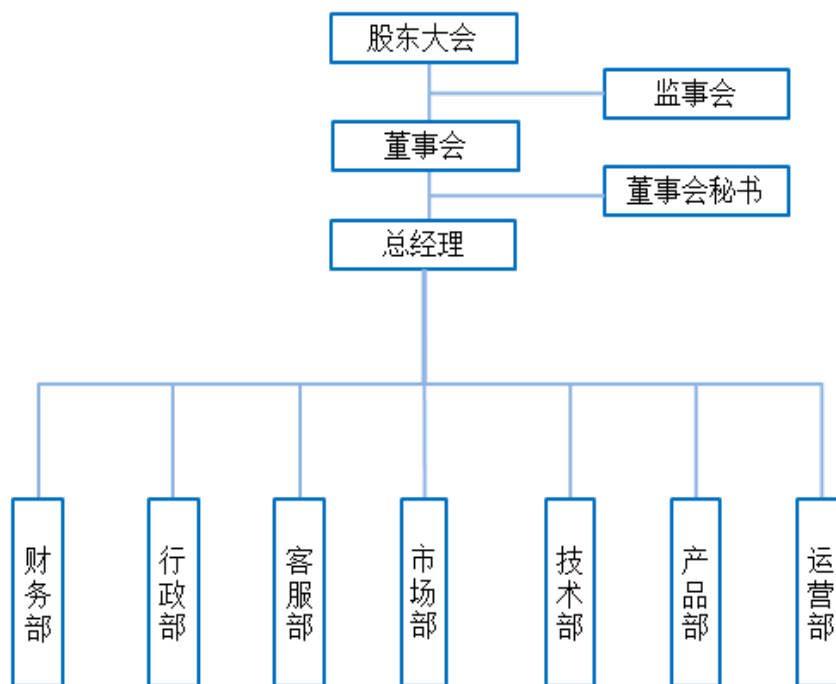 股东大会
监事会
董事会
董事会秘书
总经理
财务部
行政部
客服部
市场部
技术部
产品部
运营部